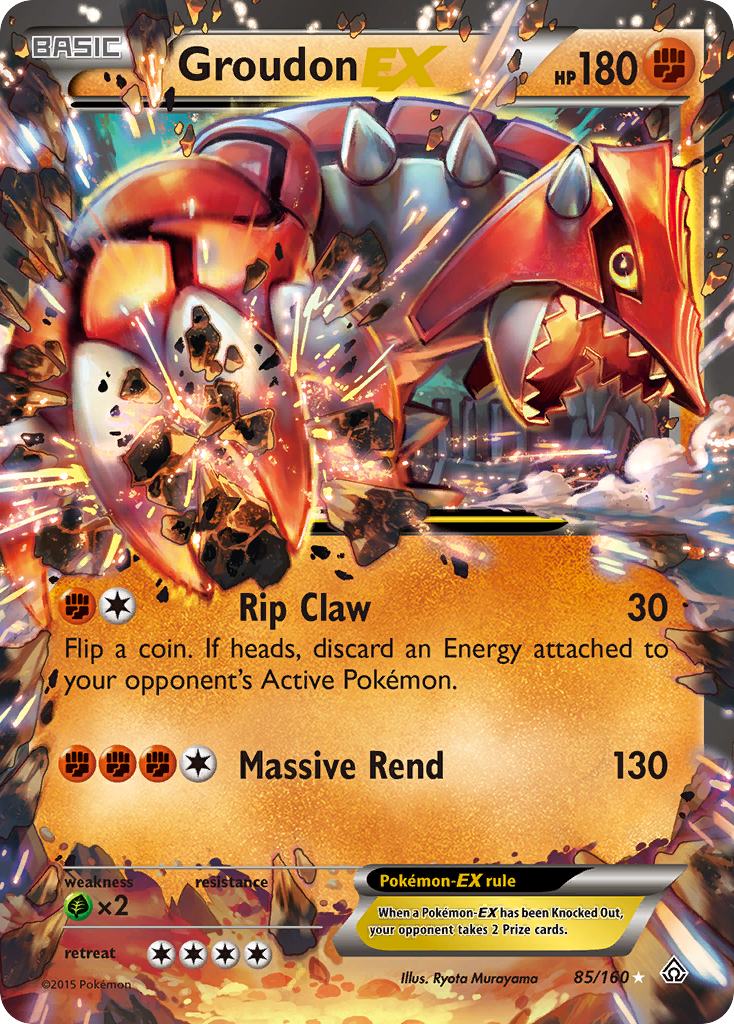 BASIC
Groudon EX
HP 180
Rip Claw 30
Flip a coin. If heads, discard an Energy attached to
your opponent's Active Pokémon.
Massive Rend 130
weakness resistance
×2
retreat
Pokémon-EX rule
When a Pokémon-EX has been Knocked Out,
your opponent takes 2 Prize cards.
©2015 Pokémon
Illus. Ryota Murayama 85/160 ★